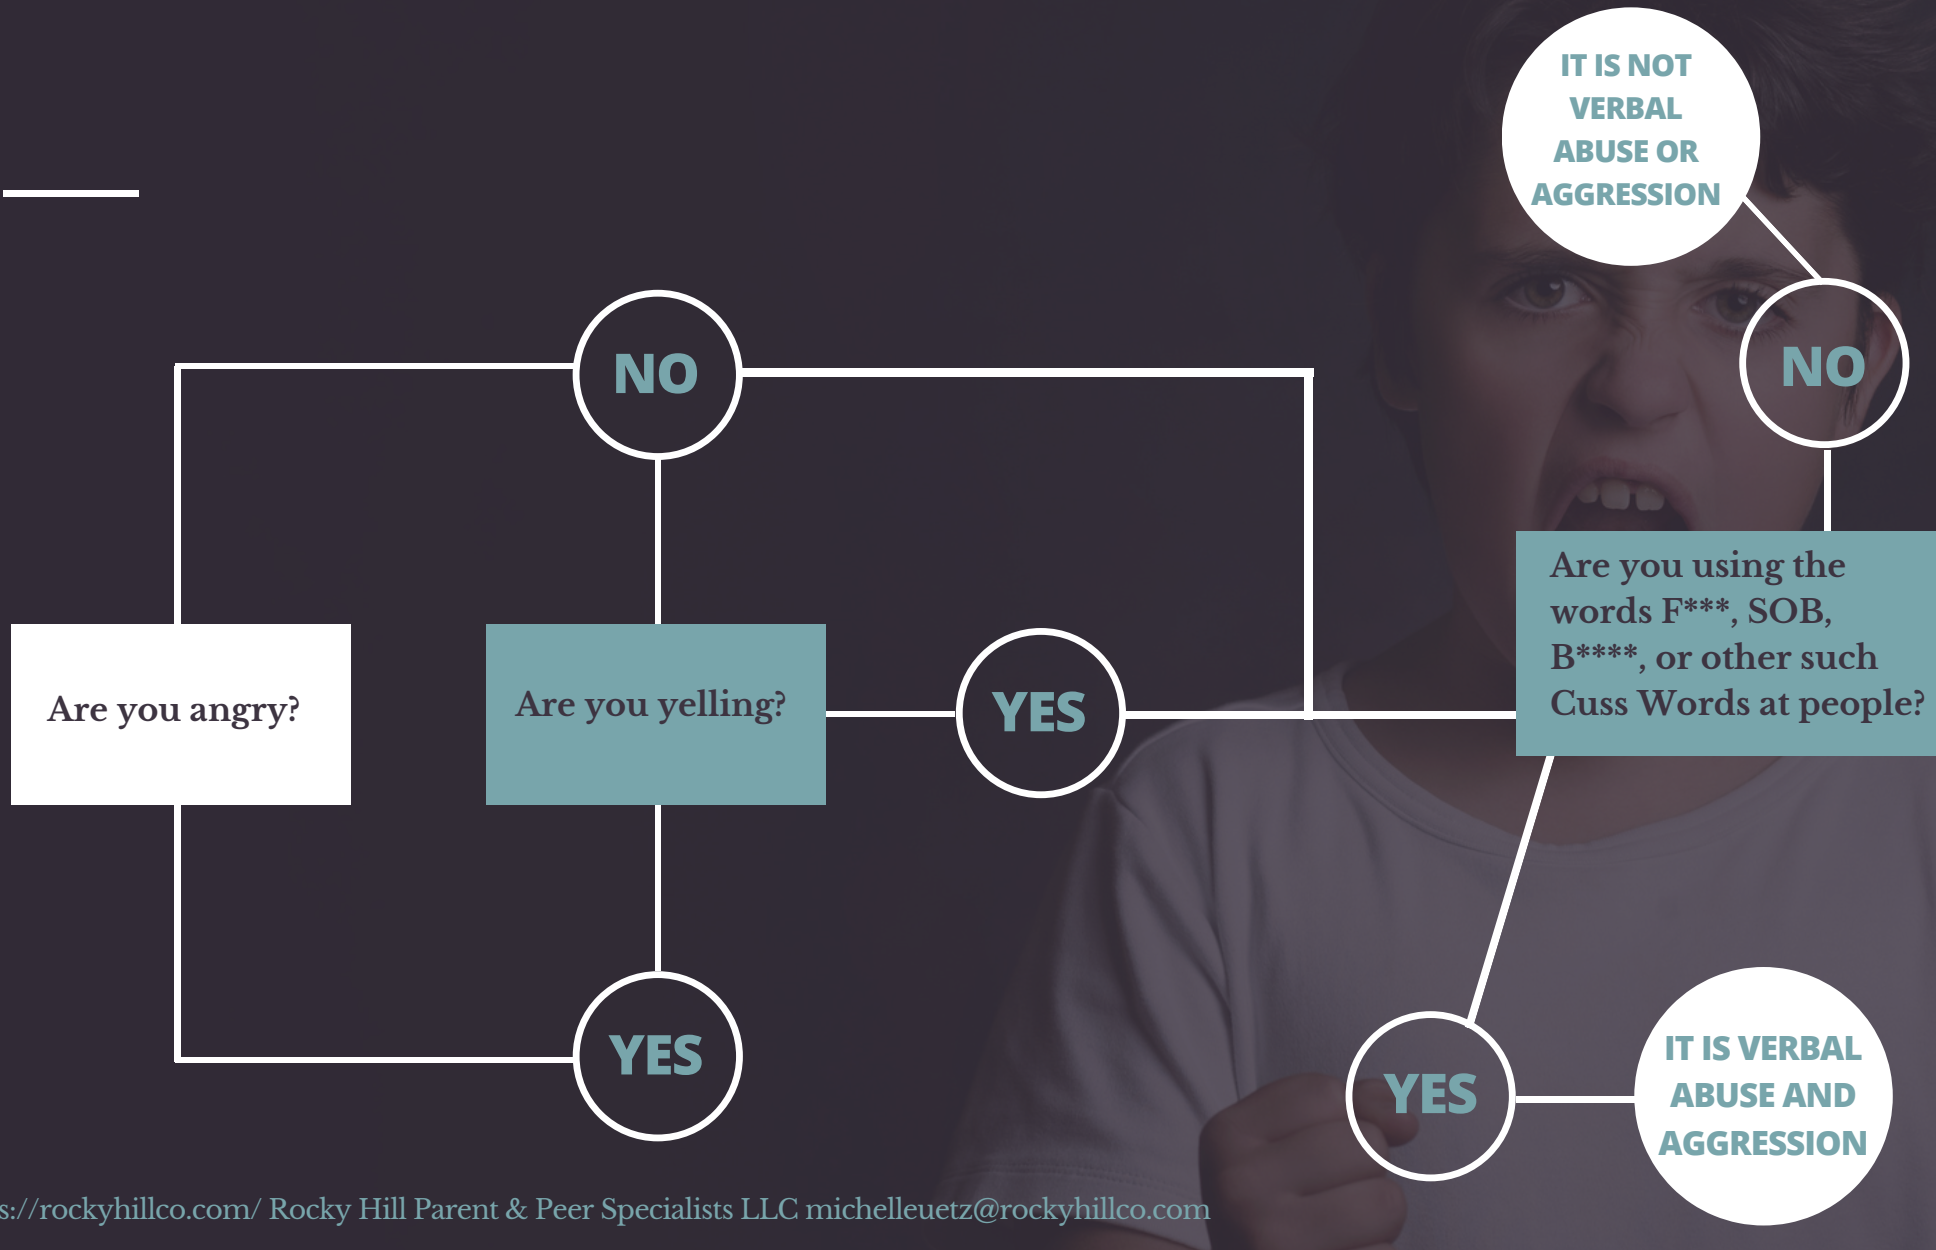 IT IS NOT
VERBAL
ABUSE OR
AGGRESSION
NO
NO
Are you using the
words F***, SOB,
B****, or other such
Cuss Words at people?
Are you angry?
Are you yelling?
YES
YES
YES
IT IS VERBAL
ABUSE AND
AGGRESSION
s://rockyhillco.com/ Rocky Hill Parent & Peer Specialists LLC michelleuetz@rockyhillco.com